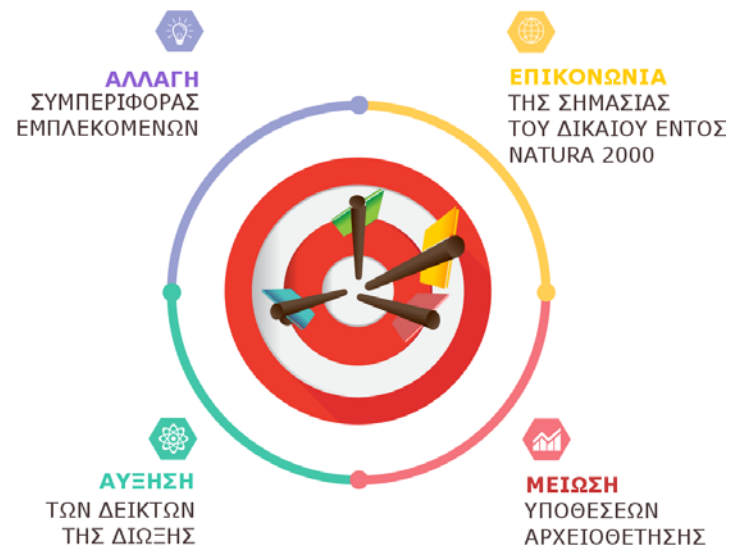 ΑΛΛΑΓΗ
ΣΥΜΠΕΡΙΦΟΡΑΣ
ΕΜΠΛΕΚΟΜΕΝΩΝ
ΕΠΙΚΟΝΩΝΙΑ
ΤΗΣ ΣΗΜΑΣΙΑΣ
ΤΟΥ ΔΙΚΑΙΟΥ ΕΝΤΟΣ
NATURA 2000
ΑΥΞΗΣΗ
ΤΩΝ ΔΕΙΚΤΩΝ
ΤΗΣ ΔΙΩΞΗΣ
ΜΕΙΩΣΗ
ΥΠΟΘΕΣΕΩΝ
ΑΡΧΕΙΟΘΕΤΗΣΗΣ